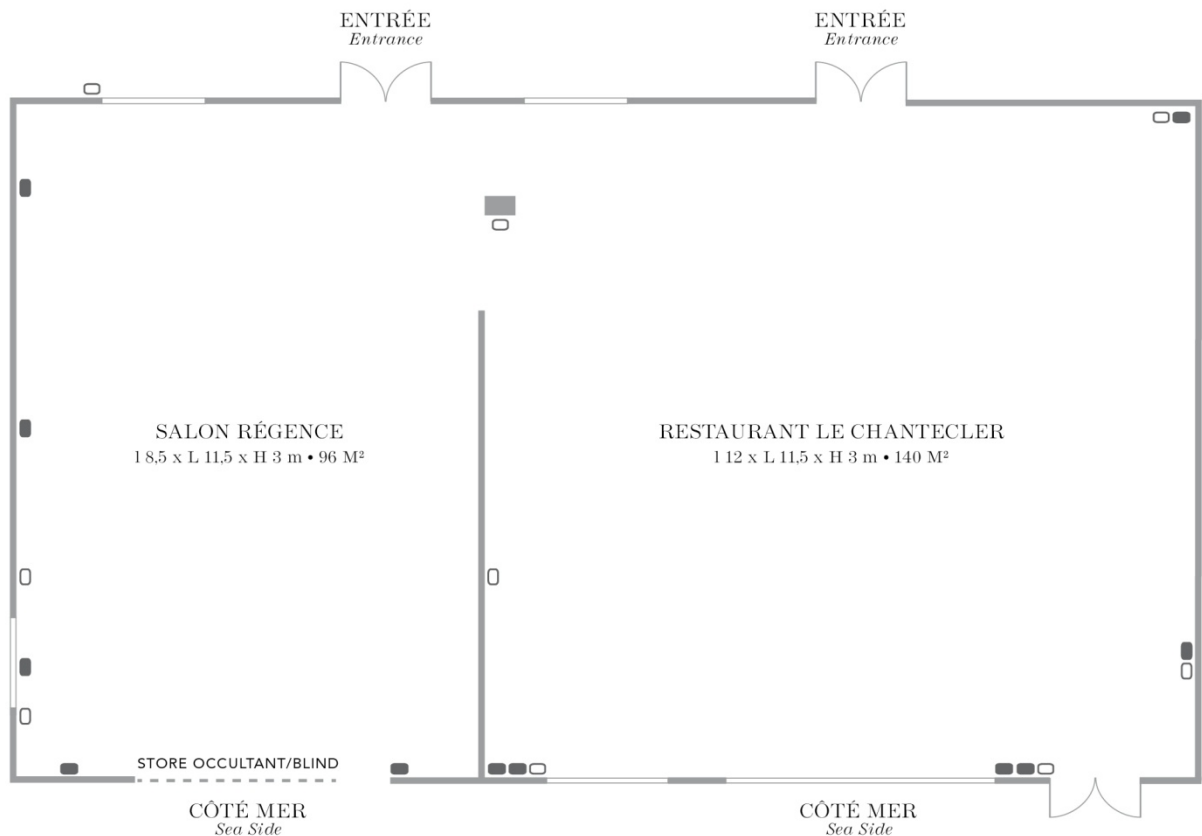 ENTRÉE
Entrance
ENTRÉE
Entrance
SALON RÉGENCE
l 8,5 x L 11,5 x H 3 m • 96 M²
RESTAURANT LE CHANTECLER
l 12 x L 11,5 x H 3 m • 140 M²
STORE OCCULTANT/BLIND
CÔTÉ MER
Sea Side
CÔTÉ MER
Sea Side